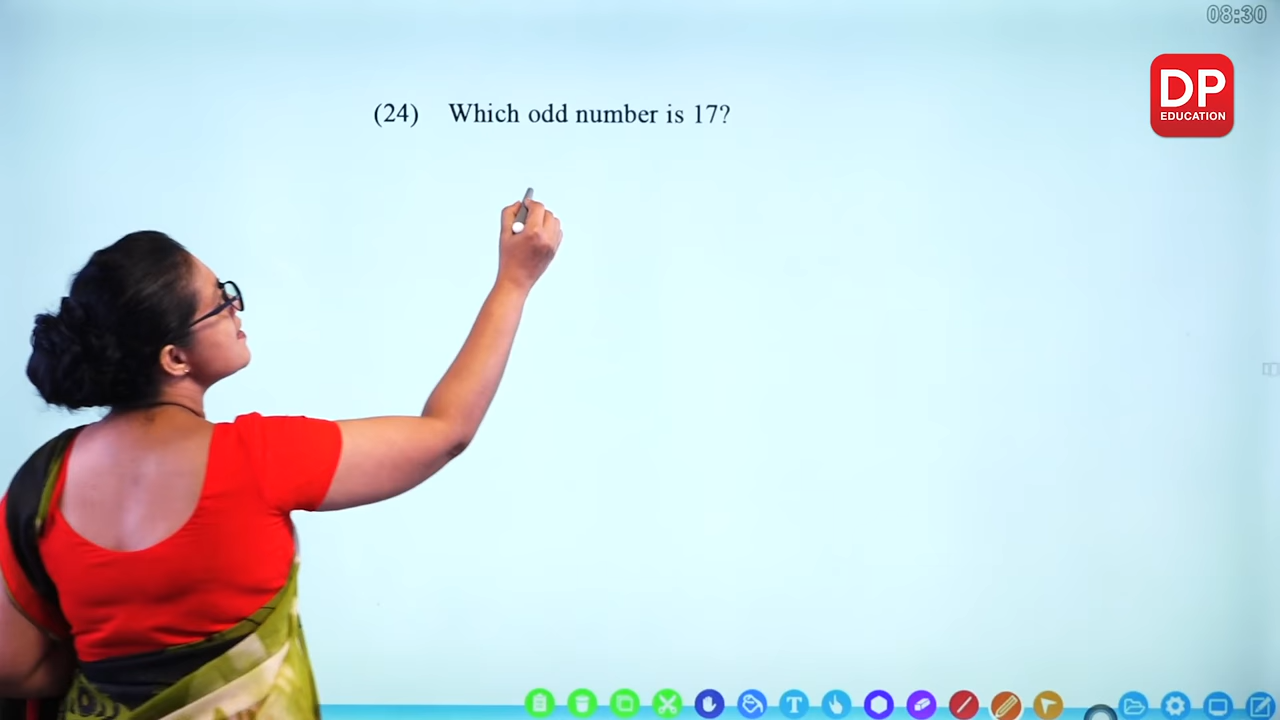 08:30
DP
EDUCATION
(24) Which odd number is 17?
T